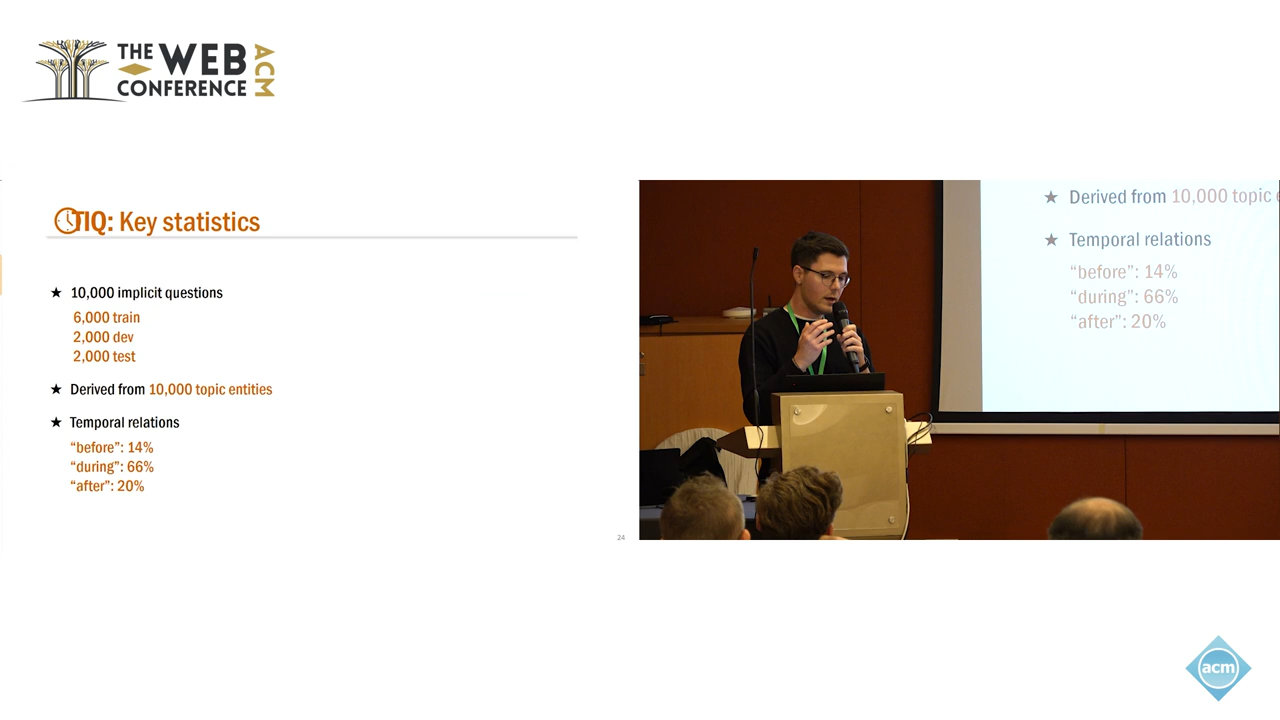 THE WEB
CONFERENCE
ACM
TIQ: Key statistics
★ 10,000 implicit questions
6,000 train
2,000 dev
2,000 test
★ Derived from 10,000 topic entities
★ Temporal relations
“before”: 14%
“during”: 66%
“after”: 20%
24
★ Derived from 10,000 topic e
★ Temporal relations
“before”: 14%
“during”: 66%
“after”: 20%
acm